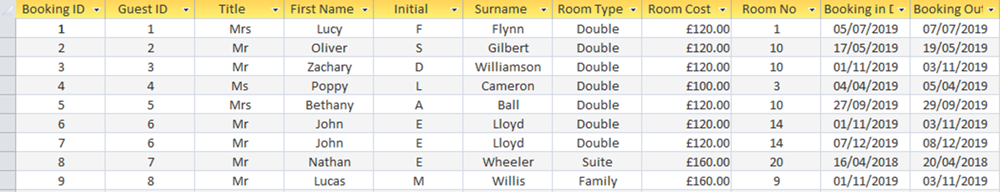 Booking ID Guest ID Title First Name Initial Surname Room Type Room Cost Room No Booking in Booking Out
1 1 Mrs Lucy F Flynn Double £120.00 1 05/07/2019 07/07/2019
2 2 Mr Oliver S Gilbert Double £120.00 10 17/05/2019 19/05/2019
3 3 Mr Zachary D Williamson Double £120.00 10 01/11/2019 03/11/2019
4 4 Ms Poppy L Cameron Double £100.00 3 04/04/2019 05/04/2019
5 5 Mrs Bethany A Ball Double £120.00 10 27/09/2019 29/09/2019
6 6 Mr John E Lloyd Double £120.00 14 01/11/2019 03/11/2019
7 6 Mr John E Lloyd Double £120.00 14 07/12/2019 08/12/2019
8 7 Mr Nathan E Wheeler Suite £160.00 20 16/04/2018 20/04/2018
9 8 Mr Lucas M Willis Family £160.00 9 01/11/2019 03/11/2019